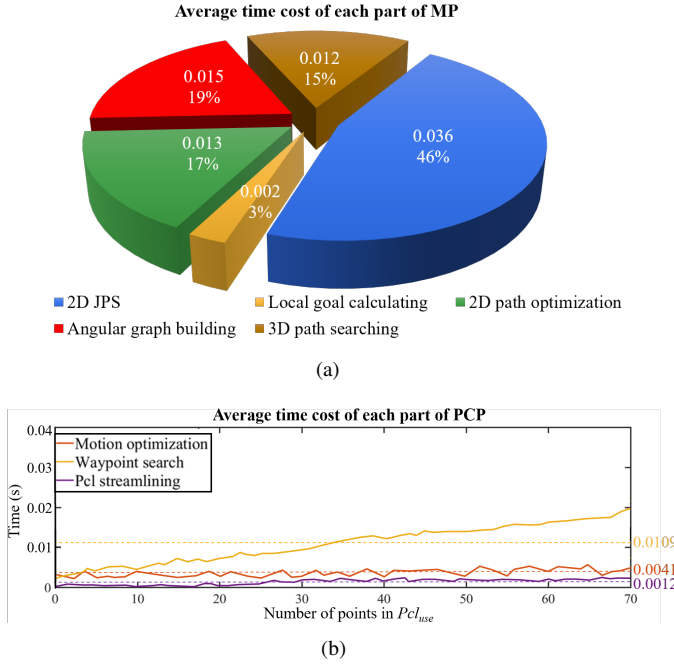 Average time cost of each part of MP
0.012
15%
0.015
19%
0.036
46%
0.013
17%
0.002
3%
2D JPS
Local goal calculating
2D path optimization
Angular graph building
3D path searching
(a)
Average time cost of each part of PCP
0.04
0.03
0.02
0.01
0
Time (s)
Motion optimization
Waypoint search
Pcl streamlining
0.0109
0.0041
0.0012
0 10 20 30 40 50 60 70
Number of points in Pcl_use
(b)